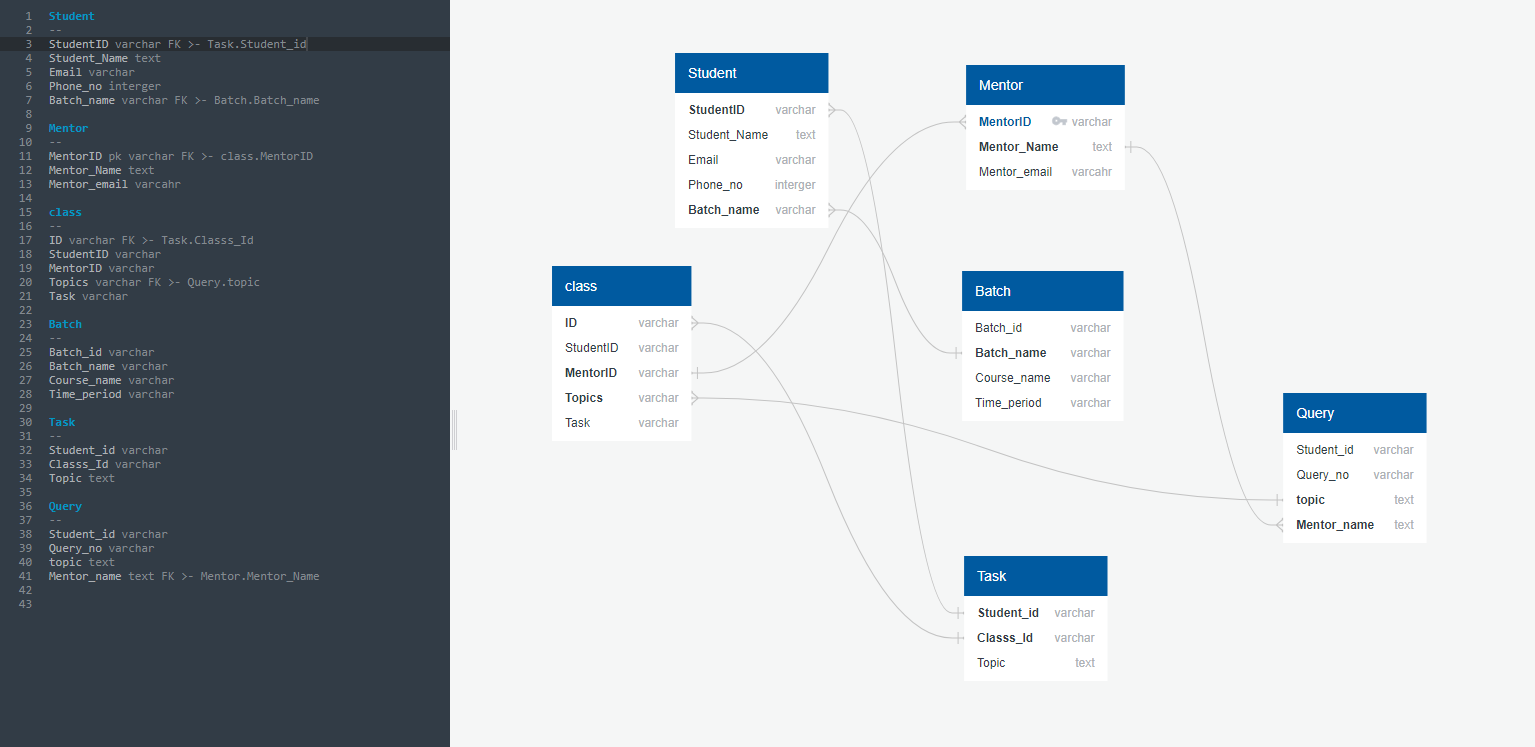 1 Student
2 --
3 StudentID varchar FK >- Task.Student_id
4 Student_Name text
5 Email varchar
6 Phone_no interger
7 Batch_name varchar FK >- Batch.Batch_name
8
9 Mentor
10 --
11 MentorID pk varchar FK >- class.MentorID
12 Mentor_Name text
13 Mentor_email varcahr
14
15 class
16 --
17 ID varchar FK >- Task.Classs_Id
18 StudentID varchar
19 MentorID varchar
20 Topics varchar FK >- Query.topic
21 Task varchar
22
23 Batch
24 --
25 Batch_id varchar
26 Batch_name varchar
27 Course_name varchar
28 Time_period varchar
29
30 Task
31 --
32 Student_id varchar
33 Classs_Id varchar
34 Topic text
35
36 Query
37 --
38 Student_id varchar
39 Query_no varchar
40 topic text
41 Mentor_name text FK >- Mentor.Mentor_Name
42
43
Student
StudentID varchar
Student_Name text
Email varchar
Phone_no interger
Batch_name varchar
Mentor
MentorID varchar
Mentor_Name text
Mentor_email varcahr
class
ID varchar
StudentID varchar
MentorID varchar
Topics varchar
Task varchar
Batch
Batch_id varchar
Batch_name varchar
Course_name varchar
Time_period varchar
Query
Student_id varchar
Query_no varchar
topic text
Mentor_name text
Task
Student_id varchar
Classs_Id varchar
Topic text